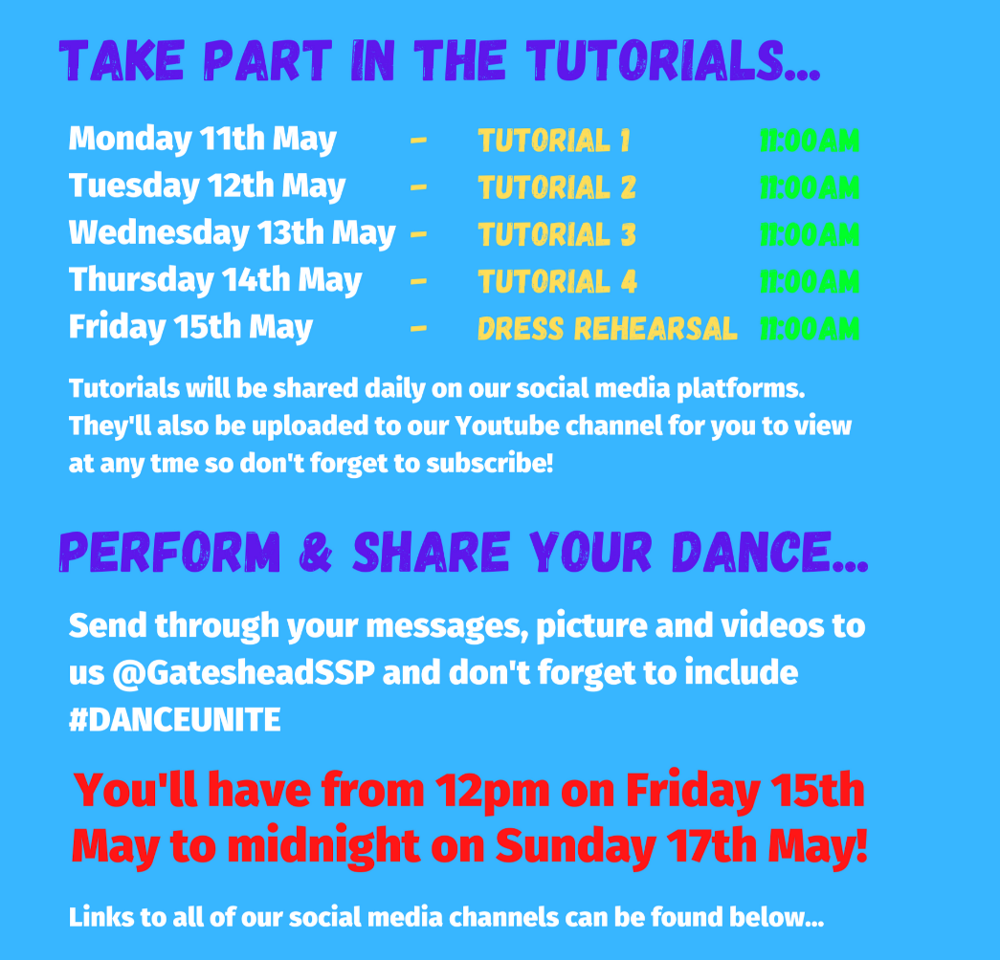 TAKE PART IN THE TUTORIALS...
Monday 11th May - TUTORIAL 1 11:00AM
Tuesday 12th May - TUTORIAL 2 11:00AM
Wednesday 13th May - TUTORIAL 3 11:00AM
Thursday 14th May - TUTORIAL 4 11:00AM
Friday 15th May - DRESS REHEARSAL 11:00AM
Tutorials will be shared daily on our social media platforms.
They'll also be uploaded to our Youtube channel for you to view
at any tme so don't forget to subscribe!
PERFORM & SHARE YOUR DANCE...
Send through your messages, picture and videos to
us @GatesheadSSP and don't forget to include
#DANCEUNITE
You'll have from 12pm on Friday 15th
May to midnight on Sunday 17th May!
Links to all of our social media channels can be found below...